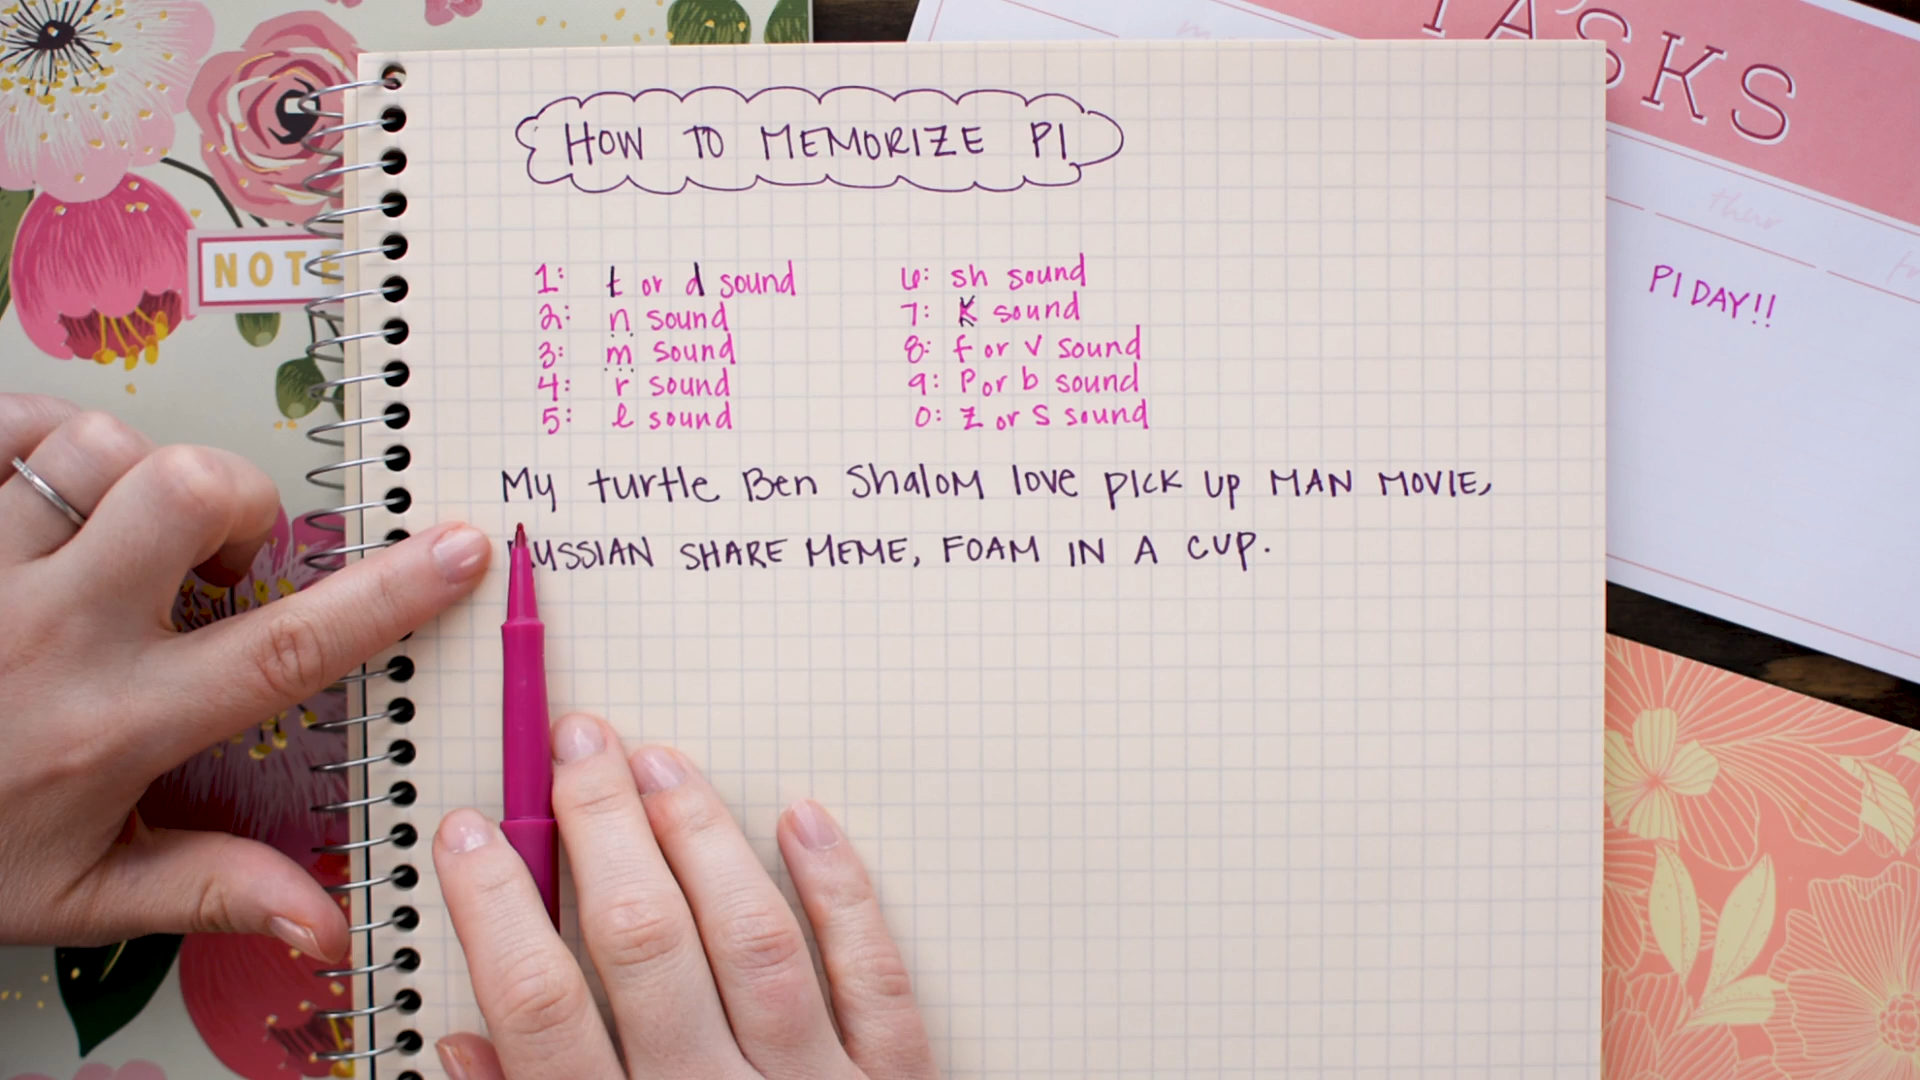 TASKS
thur
HOW TO MEMORIZE PI
NOTE
1: t or d sound
2: n sound
3: m sound
4: r sound
5: l sound
6: sh sound
7: K sound
8: f or v sound
9: P or b sound
0: Z or S sound
PI DAY!!
My turtle Ben Shalom love pick up MAN MOVIE,
RUSSIAN SHARE MEME, FOAM IN A CUP.